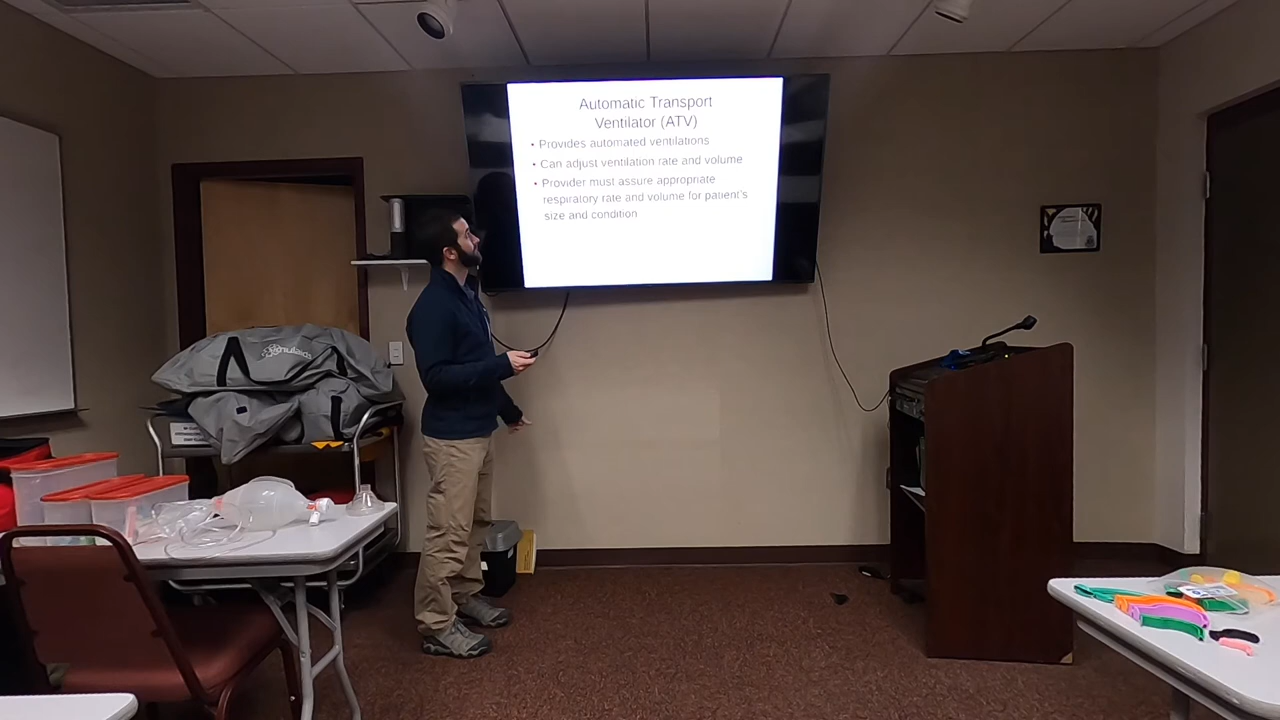 Automatic Transport
Ventilator (ATV)
• Provides automated ventilations
• Can adjust ventilation rate and volume
• Provider must assure appropriate
respiratory rate and volume for patient's
size and condition